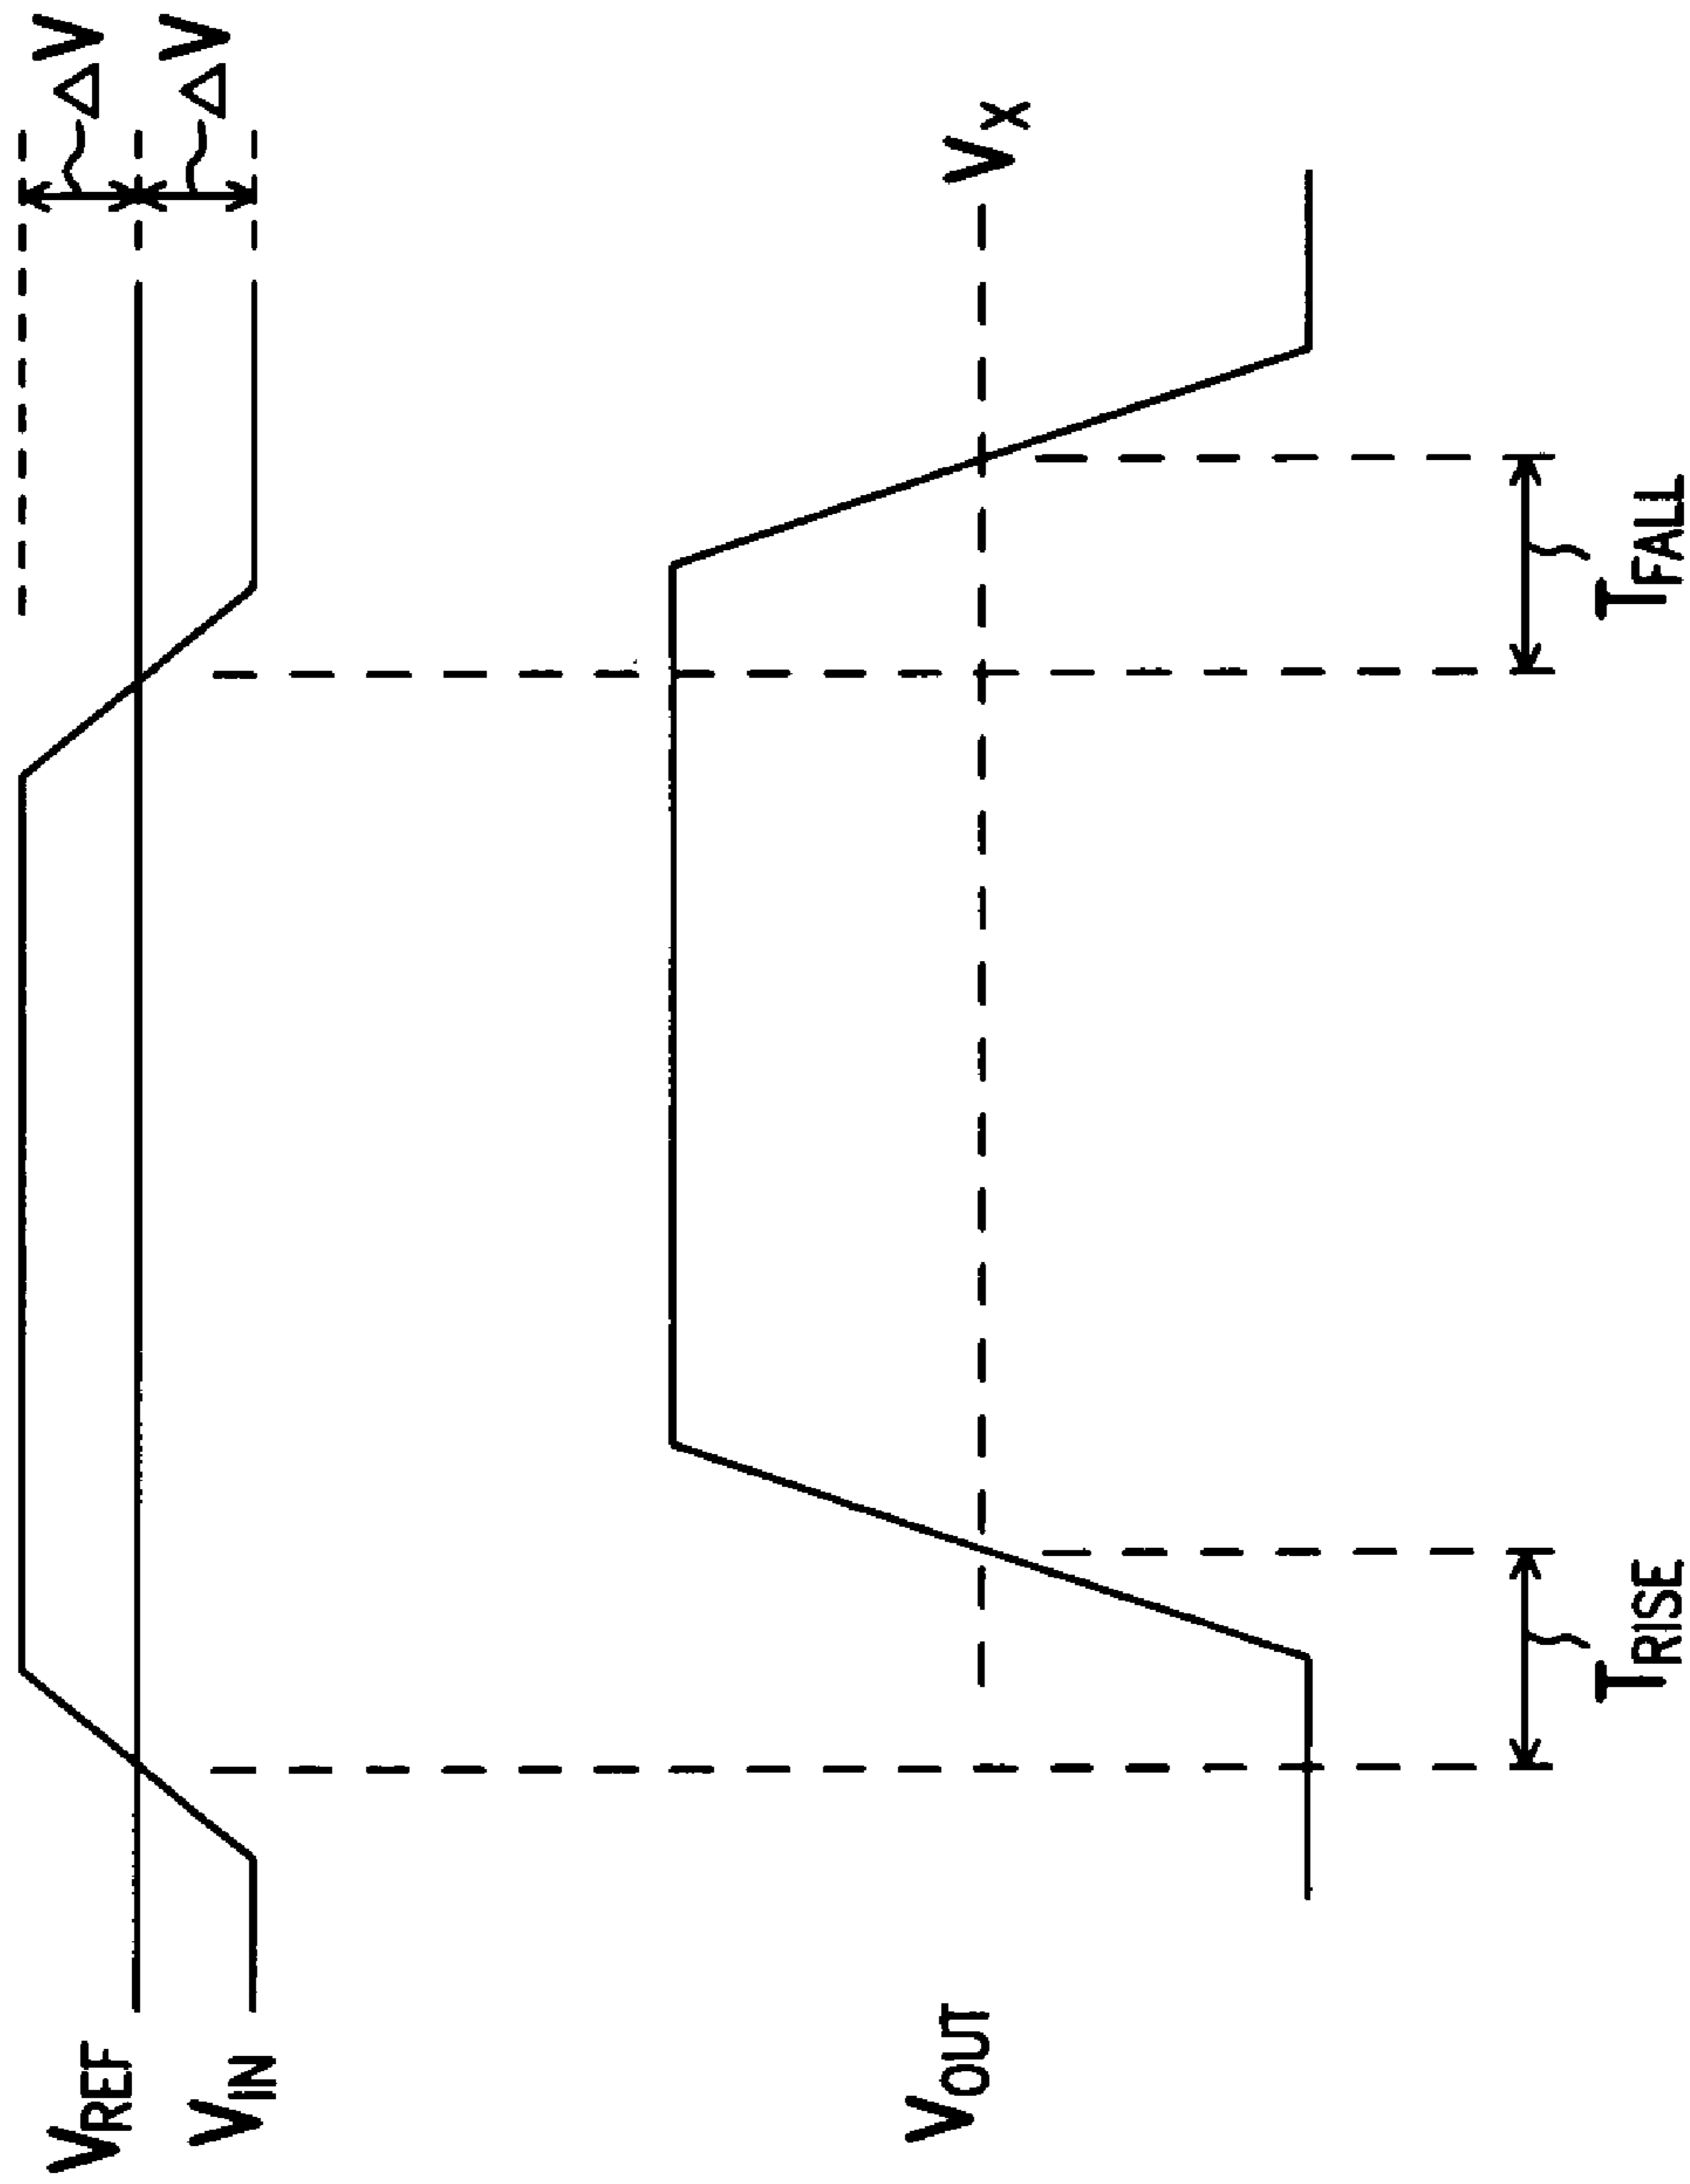 VREF
VIN
ΔV
ΔV
VOUT
VX
TRISE
TFALL